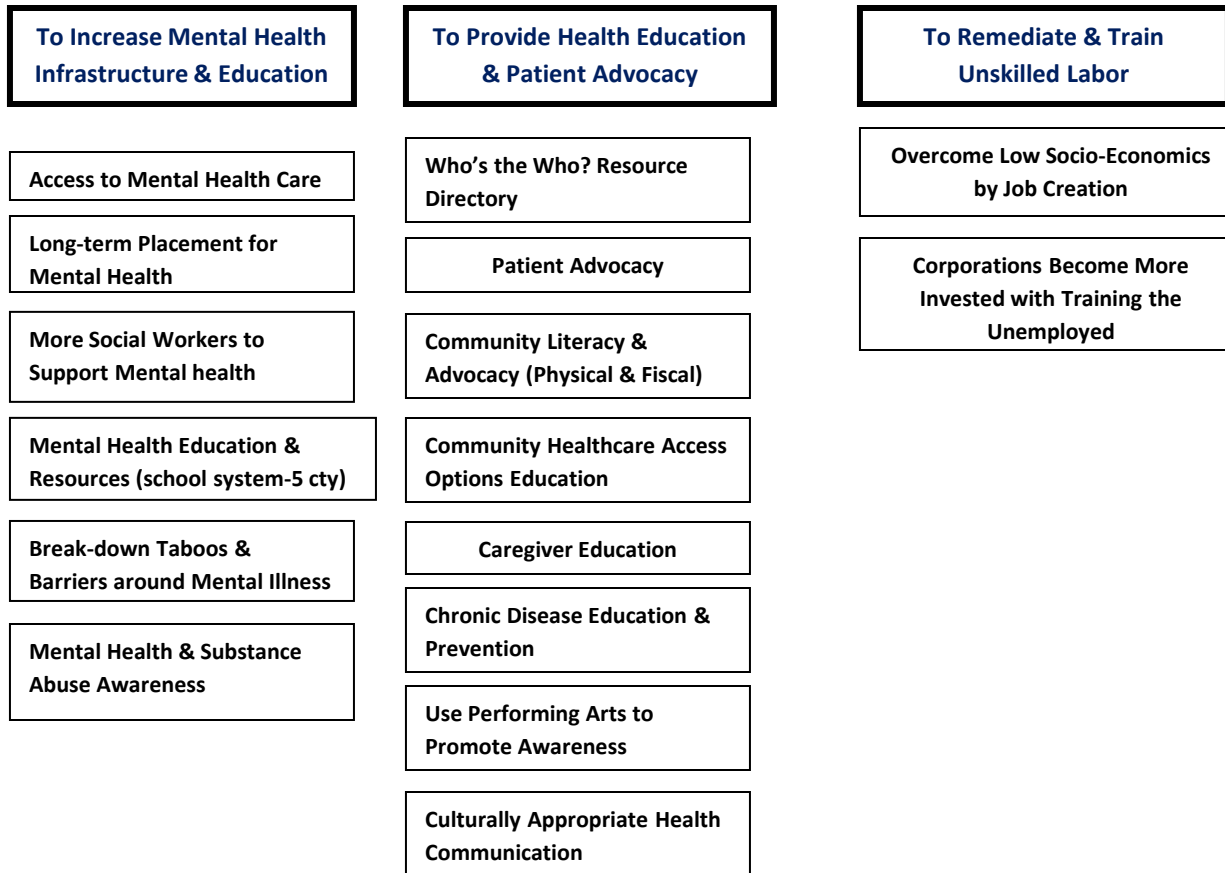 To Increase Mental Health
Infrastructure & Education
Access to Mental Health Care
Long-term Placement for
Mental Health
More Social Workers to
Support Mental health
Mental Health Education &
Resources (school system-5 cty)
Break-down Taboos &
Barriers around Mental Illness
Mental Health & Substance
Abuse Awareness
To Provide Health Education
& Patient Advocacy
Who’s the Who? Resource
Directory
Patient Advocacy
Community Literacy &
Advocacy (Physical & Fiscal)
Community Healthcare Access
Options Education
Caregiver Education
Chronic Disease Education &
Prevention
Use Performing Arts to
Promote Awareness
Culturally Appropriate Health
Communication
To Remediate & Train
Unskilled Labor
Overcome Low Socio-Economics
by Job Creation
Corporations Become More
Invested with Training the
Unemployed